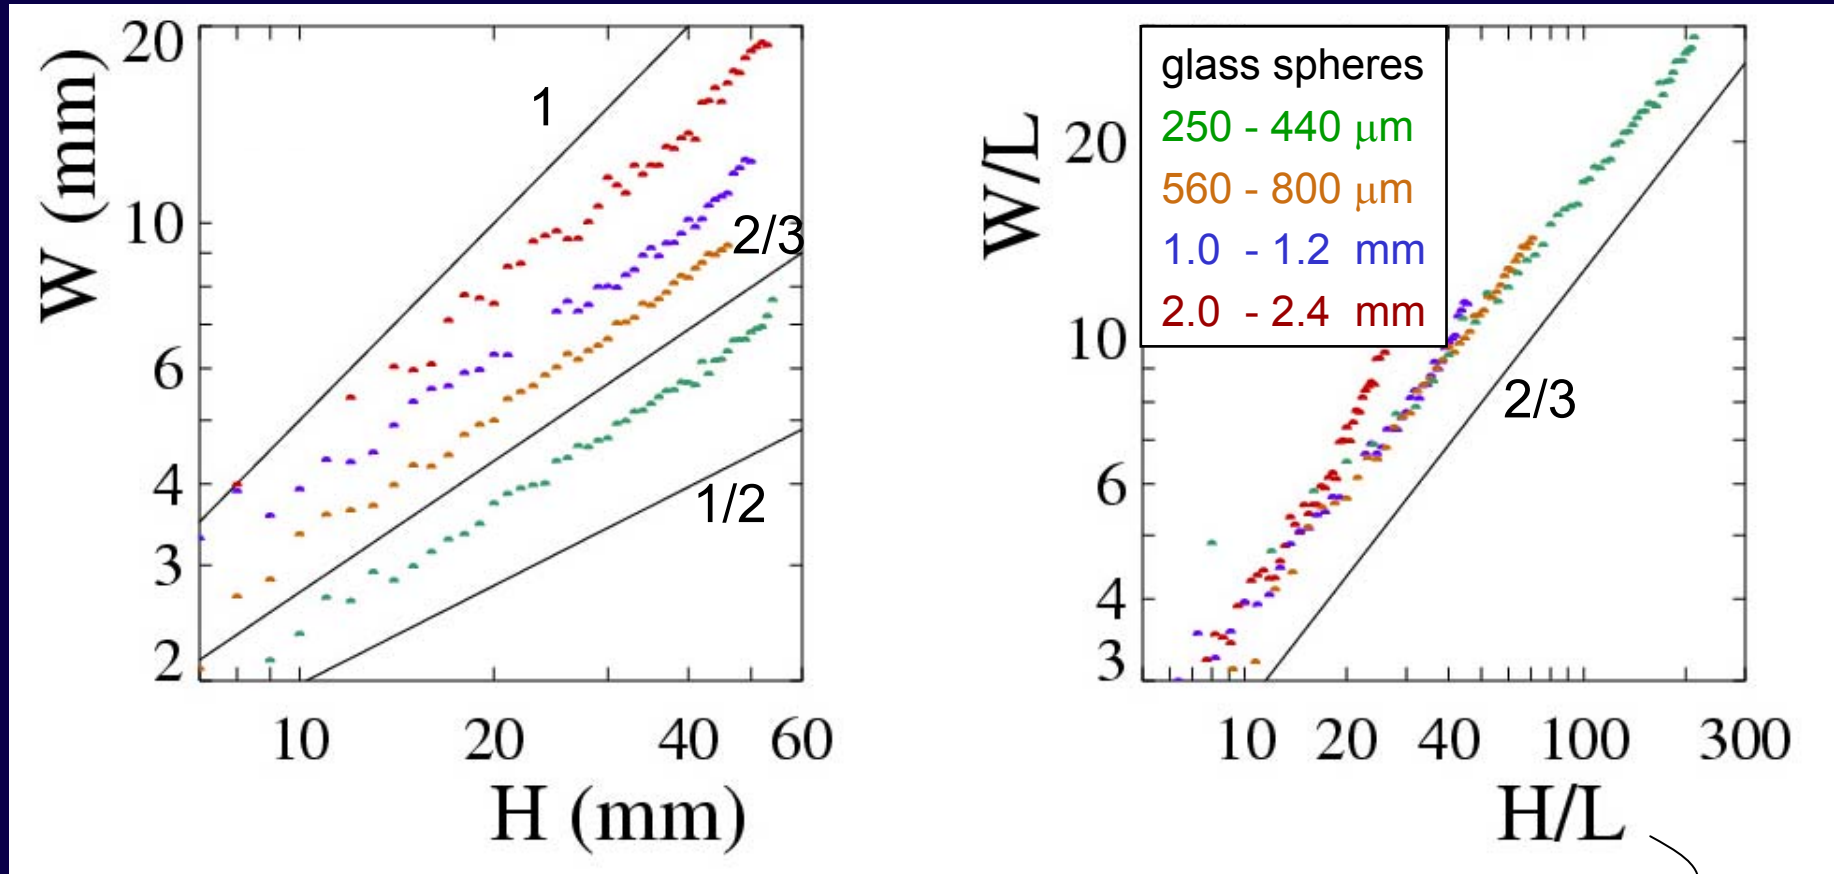 W (mm)
20
10
6
4
3
2
1
2/3
1/2
10 20 40 60
H (mm)
W/L
20
10
6
4
3
glass spheres
250 - 440 μm
560 - 800 μm
1.0 - 1.2 mm
2.0 - 2.4 mm
2/3
10 20 40 100 300
H/L